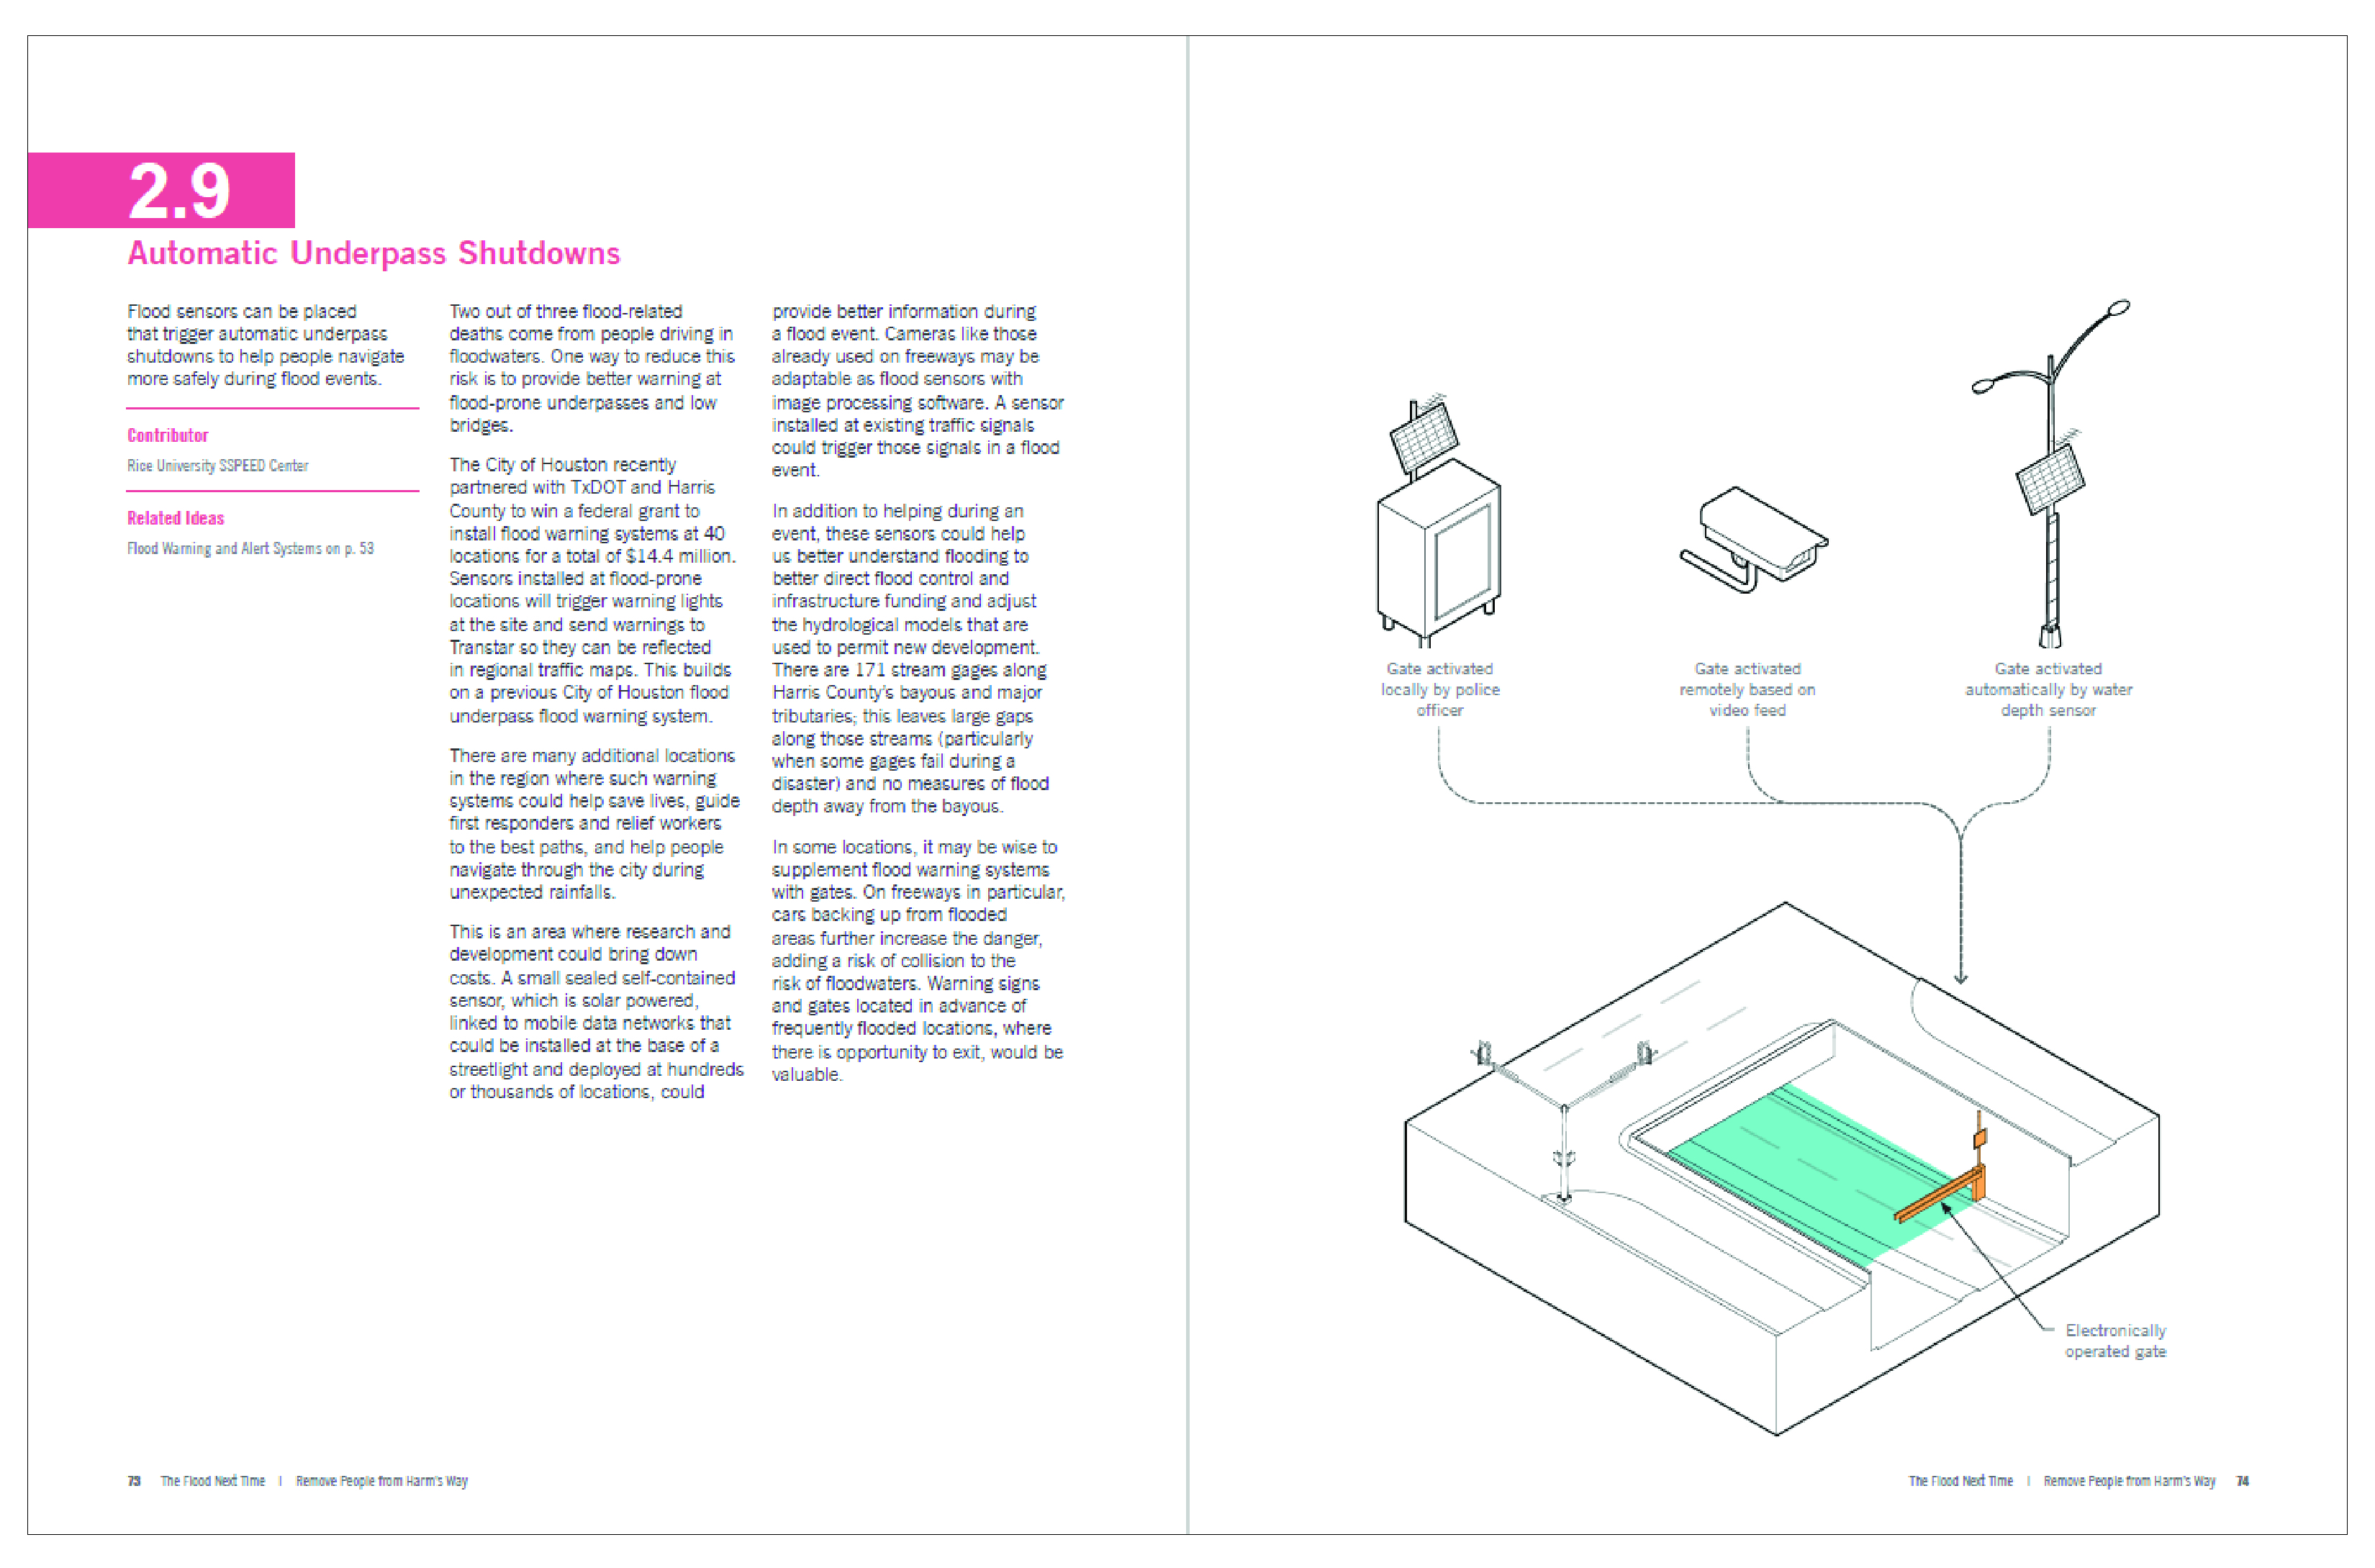 2.9
Automatic Underpass Shutdowns
Flood sensors can be placed
that trigger automatic underpass
shutdowns to help people navigate
more safely during flood events.
Contributor
Rice University SSPEED Center
Related Ideas
Flood Warning and Alert Systems on p. 53
Two out of three flood-related
deaths come from people driving in
floodwaters. One way to reduce this
risk is to provide better warning at
flood-prone underpasses and low
bridges.
The City of Houston recently
partnered with TxDOT and Harris
County to win a federal grant to
install flood warning systems at 40
locations for a total of $14.4 million.
Sensors installed at flood-prone
locations will trigger warning lights
at the site and send warnings to
Transtar so they can be reflected
in regional traffic maps. This builds
on a previous City of Houston flood
underpass flood warning system.
There are many additional locations
in the region where such warning
systems could help save lives, guide
first responders and relief workers
to the best paths, and help people
navigate through the city during
unexpected rainfalls.
This is an area where research and
development could bring down
costs. A small sealed self-contained
sensor, which is solar powered,
linked to mobile data networks that
could be installed at the base of a
streetlight and deployed at hundreds
or thousands of locations, could
provide better information during
a flood event. Cameras like those
already used on freeways may be
adaptable as flood sensors with
image processing software. A sensor
installed at existing traffic signals
could trigger those signals in a flood
event.
In addition to helping during an
event, these sensors could help
us better understand flooding to
better direct flood control and
infrastructure funding and adjust
the hydrological models that are
used to permit new development.
There are 171 stream gages along
Harris County's bayous and major
tributaries; this leaves large gaps
along those streams (particularly
when some gages fail during a
disaster) and no measures of flood
depth away from the bayous.
In some locations, it may be wise to
supplement flood warning systems
with gates. On freeways in particular,
cars backing up from flooded
areas further increase the danger,
adding a risk of collision to the
risk of floodwaters. Warning signs
and gates located in advance of
frequently flooded locations, where
there is opportunity to exit, would be
valuable.
73 The Flood Next Time | Remove People from Harm's Way
Gate activated
locally by police
officer
Gate activated
remotely based on
video feed
Gate activated
automatically by water
depth sensor
Electronically
operated gate
The Flood Next Time | Remove People from Harm's Way 74